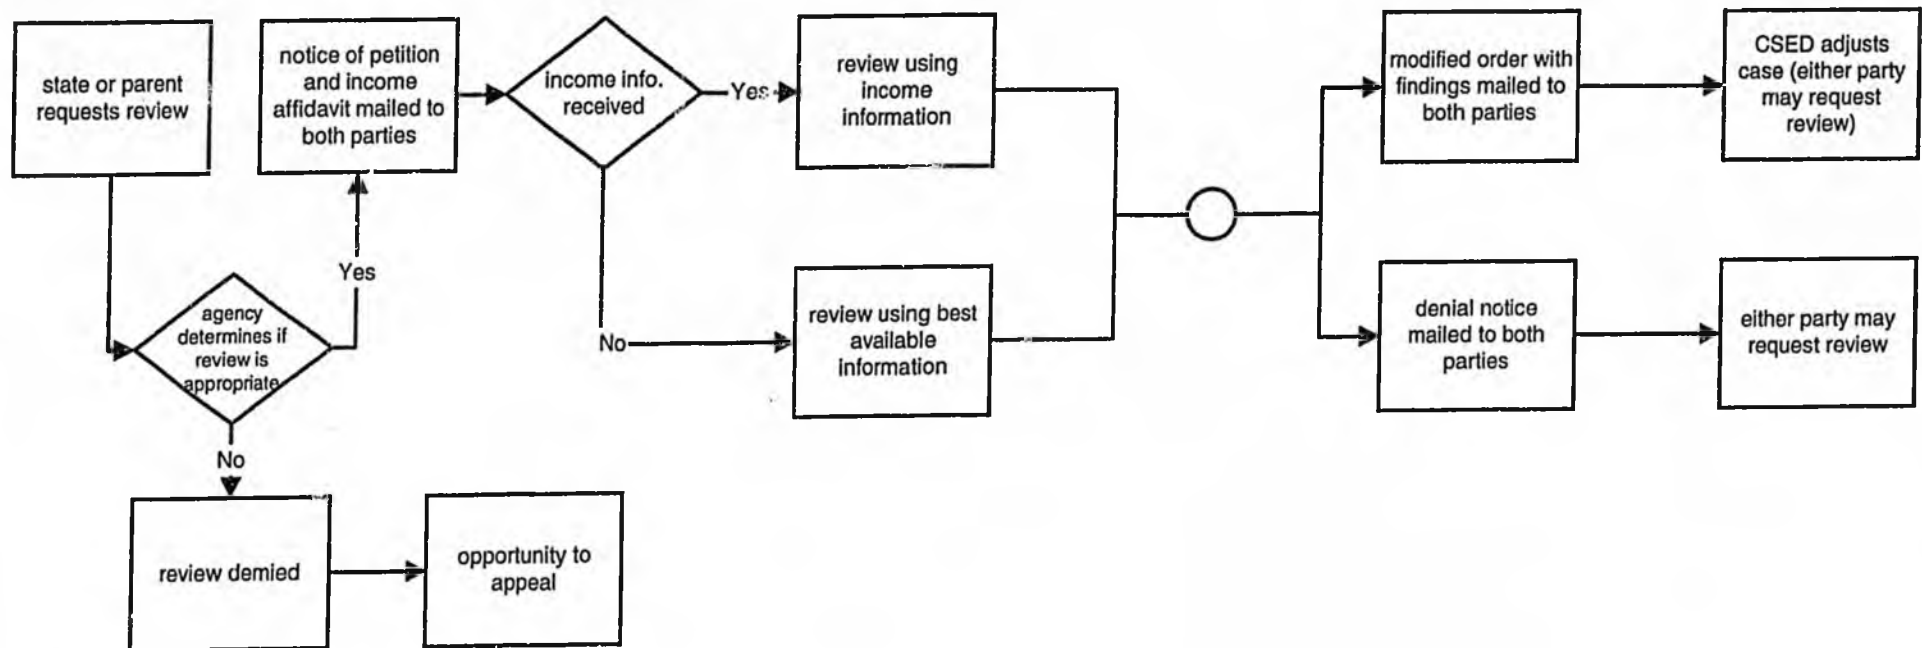 state or parent
requests review
notice of petition
and income
affidavit mailed to
both parties
income info.
received
Yes
review using
income
information
modified order with
findings mailed to
both parties
CSED adjusts
case (either party
may request
review)
agency
determines if
review is
appropriate
Yes
No
review using best
available
information
denial notice
mailed to both
parties
either party may
request review
No
review demied
opportunity to
appeal